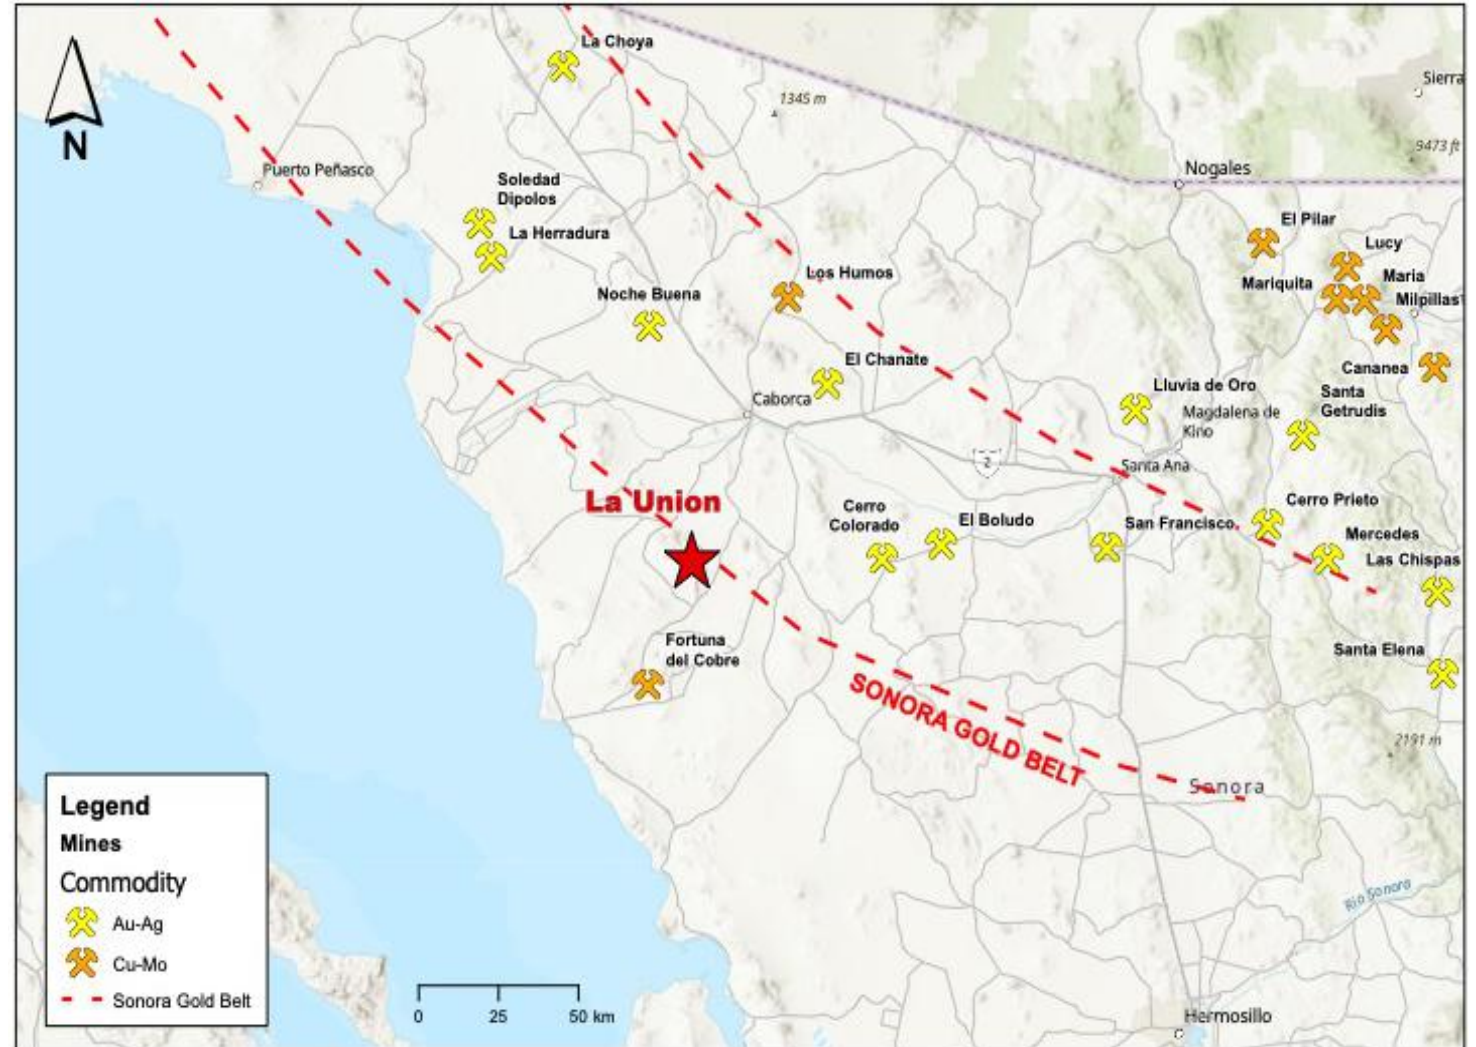 La Choya
1345 m
Sierra
9473 ft
Nogales
Puerto Peñasco
Soledad
Dipolos
La Herradura
El Pilar
Lucy
Maria
Mariquita
Milpillas
Los Humos
Noche Buena
El Chanate
Cananea
Caborca
Lluvia de Oro
Santa
Getrudis
Magdalena de
Kino
2
Santa Ana
La Union
Cerro
Colorado
El Boludo
San Francisco
Cerro Prieto
Mercedes
Las Chispas
Fortuna
del Cobre
Santa Elena
SONORA GOLD BELT
2191 m
Sonora
Rio Sonora
Hermosillo
N
Legend
Mines
Commodity
Au-Ag
Cu-Mo
Sonora Gold Belt
0 25 50 km